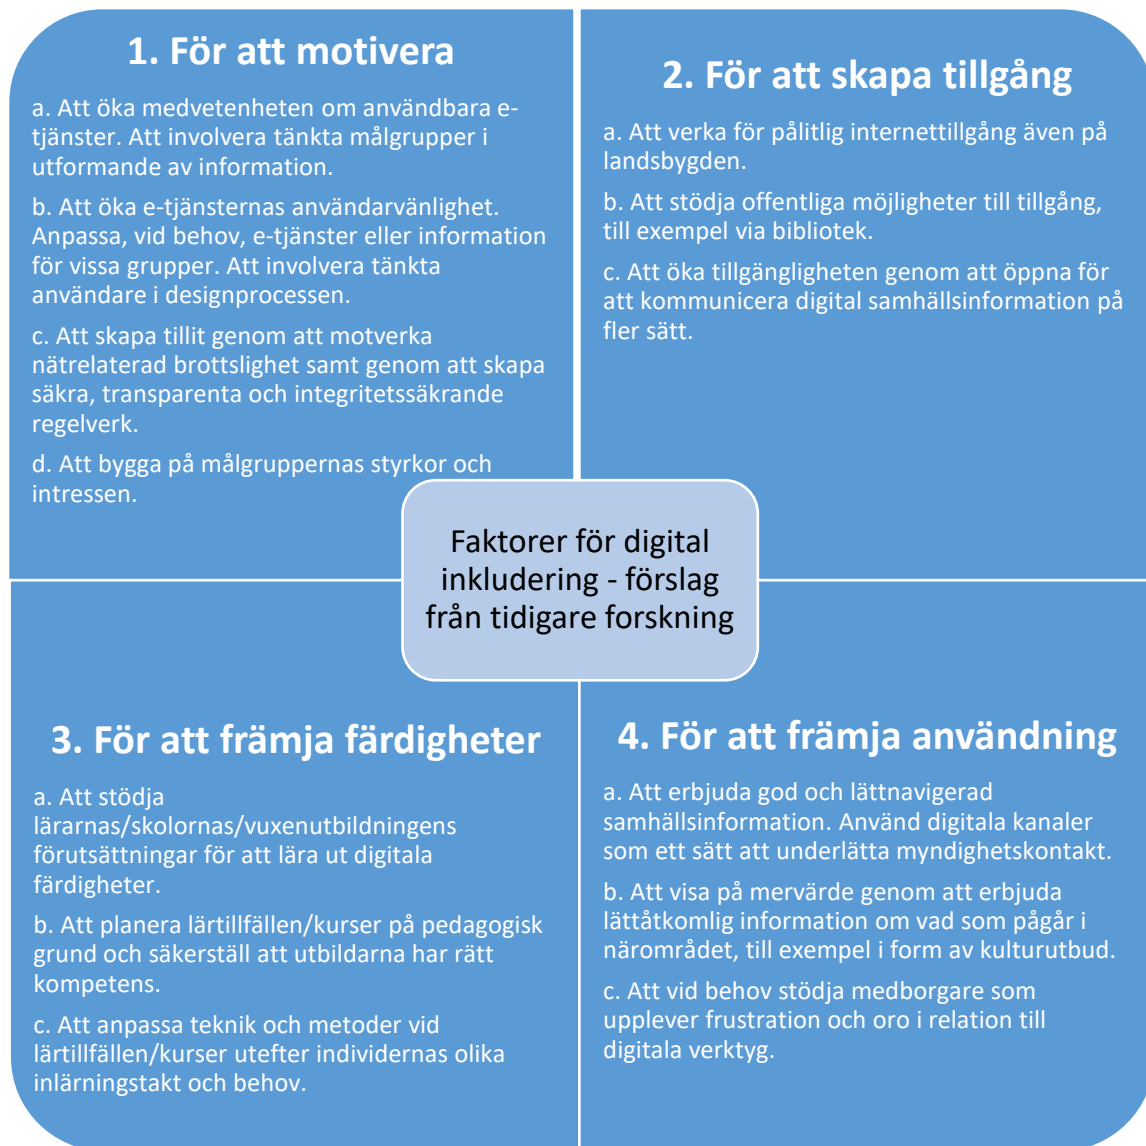 1. För att motivera
a. Att öka medvetenheten om användbara e-
tjänster. Att involvera tänkta målgrupper i
utformande av information.
b. Att öka e-tjänsternas användarvänlighet.
Anpassa, vid behov, e-tjänster eller information
för vissa grupper. Att involvera tänkta
användare i designprocessen.
c. Att skapa tillit genom att motverka
nätrelaterad brottslighet samt genom att skapa
säkra, transparenta och integritetssäkrande
regelverk.
d. Att bygga på målgruppernas styrkor och
intressen.
2. För att skapa tillgång
a. Att verka för pålitlig internettillgång även på
landsbygden.
b. Att stödja offentliga möjligheter till tillgång,
till exempel via bibliotek.
c. Att öka tillgängligheten genom att öppna för
att kommunicera digital samhällsinformation på
fler sätt.
Faktorer för digital
inkludering - förslag
från tidigare forskning
3. För att främja färdigheter
a. Att stödja
lärarnas/skolornas/vuxenutbildningens
förutsättningar för att lära ut digitala
färdigheter.
b. Att planera lärtillfällen/kurser på pedagogisk
grund och säkerställ att utbildarna har rätt
kompetens.
c. Att anpassa teknik och metoder vid
lärtillfällen/kurser utefter individernas olika
inlärningstakt och behov.
4. För att främja användning
a. Att erbjuda god och lättnavigerad
samhällsinformation. Använd digitala kanaler
som ett sätt att underlätta myndighetskontakt.
b. Att visa på mervärde genom att erbjuda
lättåtkomlig information om vad som pågår i
närområdet, till exempel i form av kulturutbud.
c. Att vid behov stödja medborgare som
upplever frustration och oro i relation till
digitala verktyg.